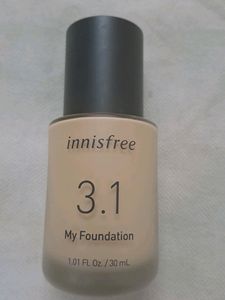 innisfree
3.1
My Foundation
1.01 FL Oz. / 30 mL